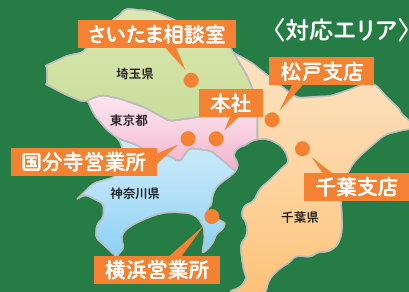 〈対応エリア〉
さいたま相談室
埼玉県
松戸支店
本社
東京都
国分寺営業所
千葉支店
神奈川県
千葉県
横浜営業所